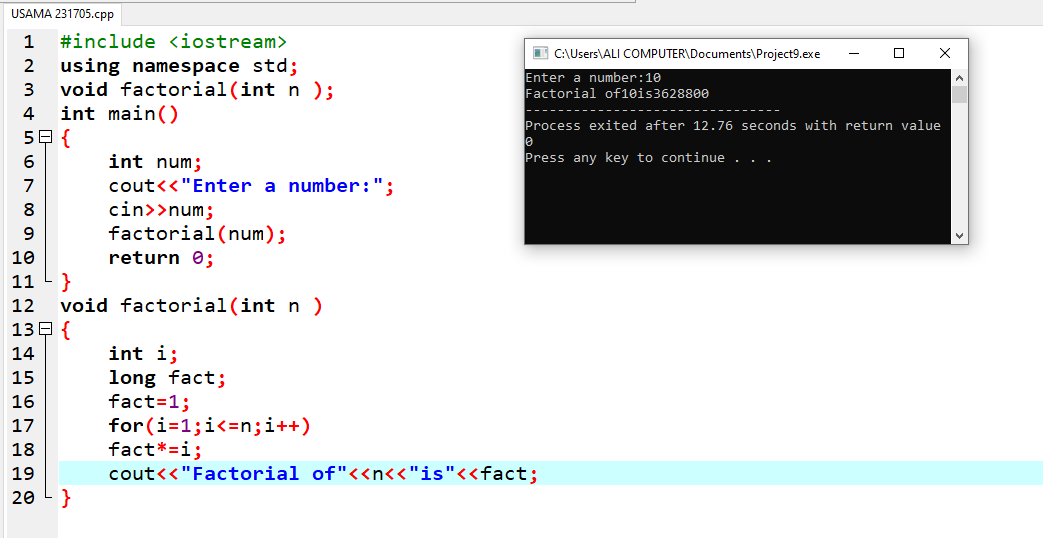 USAMA 231705.cpp
1 #include <iostream>
2 using namespace std;
3 void factorial(int n );
4 int main()
5 {
6 int num;
7 cout<<"Enter a number:";
8 cin>>num;
9 factorial(num);
10 return 0;
11 }
12 void factorial(int n )
13 {
14 int i;
15 long fact;
16 fact=1;
17 for(i=1;i<=n;i++)
18 fact*=i;
19 cout<<"Factorial of"<<n<<"is"<<fact;
20 }
C:\Users\ALI COMPUTER\Documents\Project9.exe
Enter a number:10
Factorial of10is3628800
--------------------------------
Process exited after 12.76 seconds with return value
0
Press any key to continue . . .